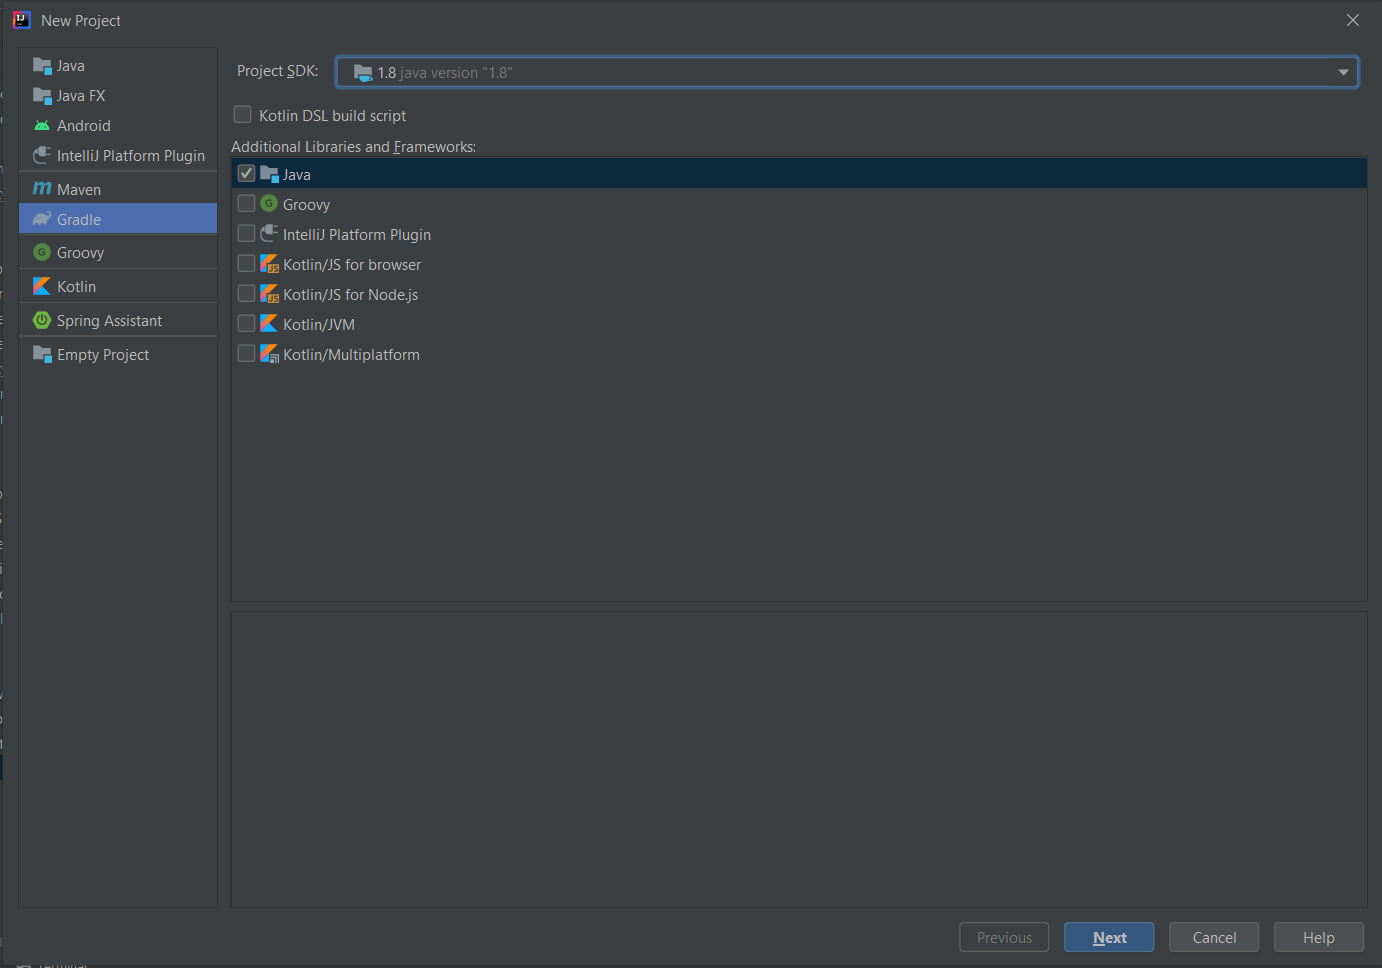 New Project
Java
Java FX
Android
IntelliJ Platform Plugin
Maven
Gradle
Groovy
Kotlin
Spring Assistant
Empty Project
Project SDK: 1.8 java version "1.8"
Kotlin DSL build script
Additional Libraries and Frameworks:
Java
Groovy
IntelliJ Platform Plugin
Kotlin/JS for browser
Kotlin/JS for Node.js
Kotlin/JVM
Kotlin/Multiplatform
Previous
Next
Cancel
Help